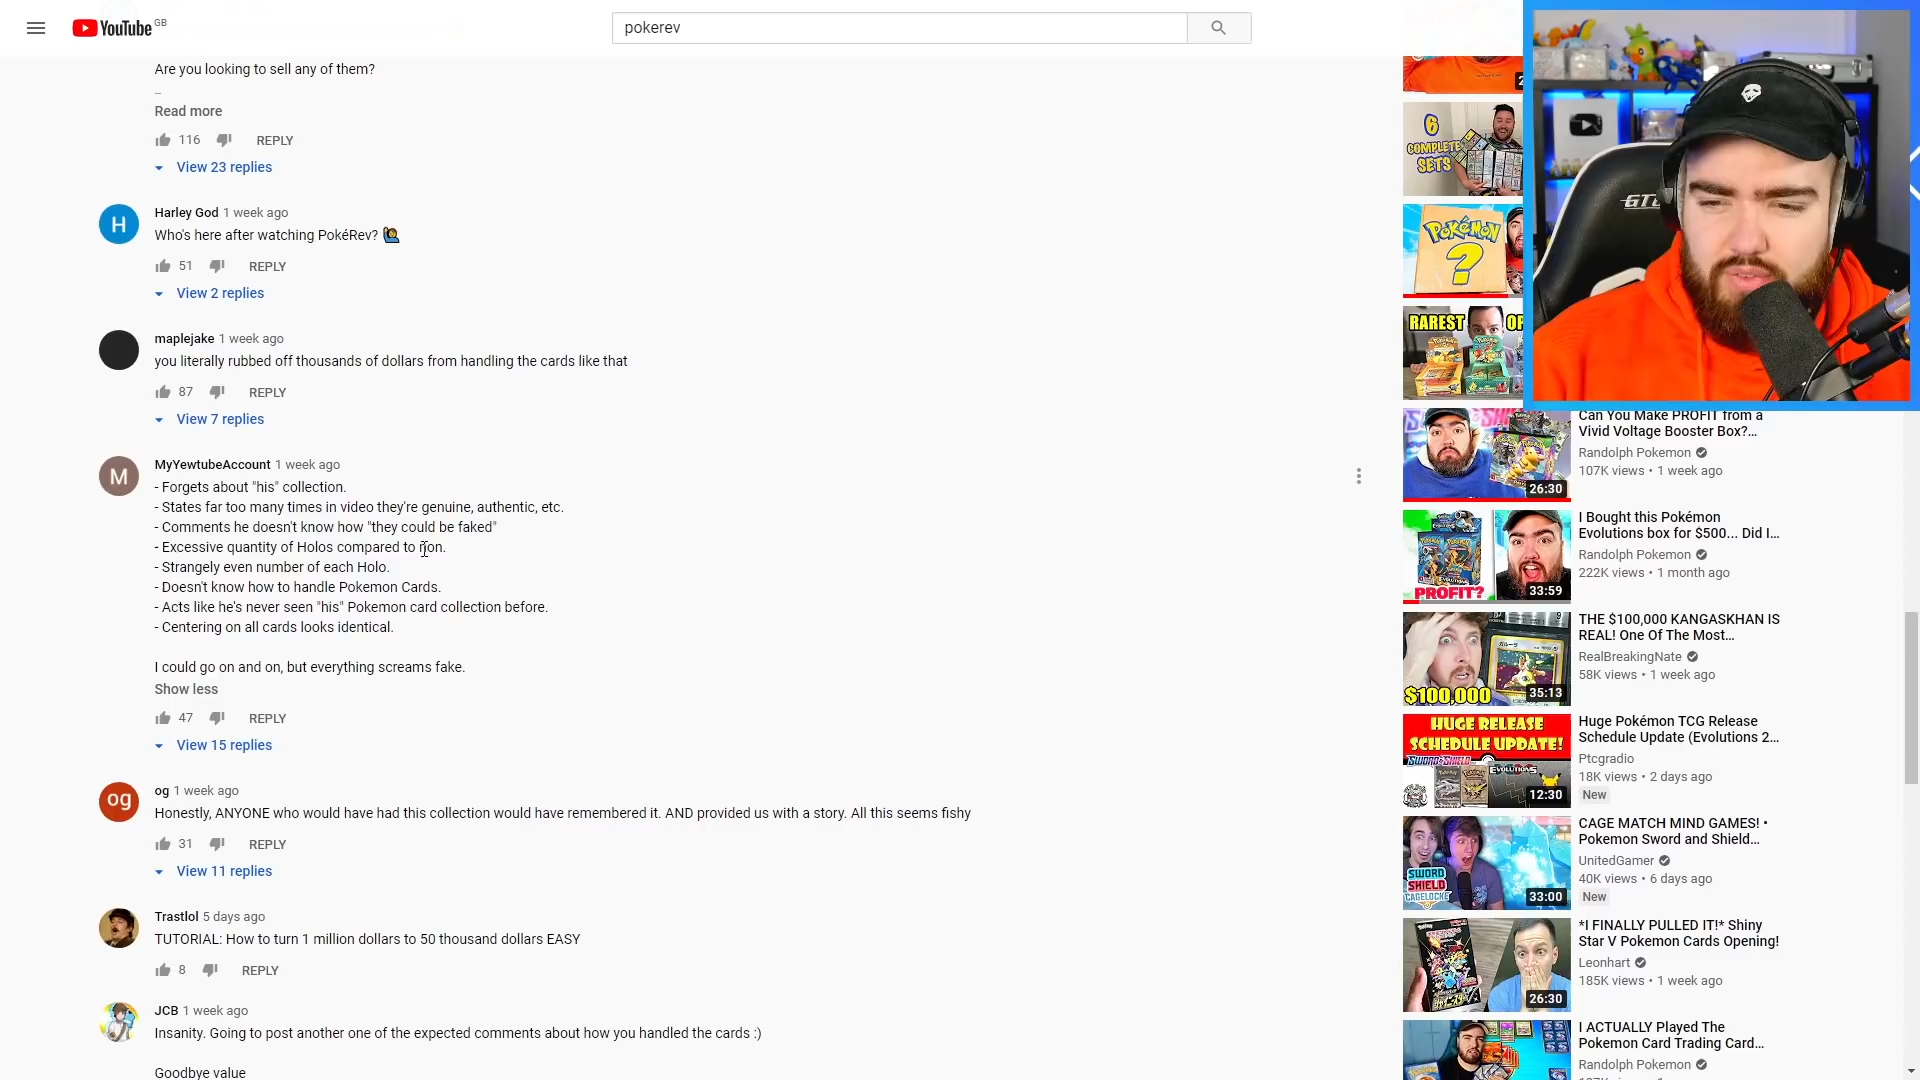 YouTube GB
pokerev
Are you looking to sell any of them?
..
Read more
116 REPLY
View 23 replies
Harley God 1 week ago
Who's here after watching PokéRev?
51 REPLY
View 2 replies
maplejake 1 week ago
you literally rubbed off thousands of dollars from handling the cards like that
87 REPLY
View 7 replies
M
MyYewtubeAccount 1 week ago
- Forgets about "his" collection.
- States far too many times in video they're genuine, authentic, etc.
- Comments he doesn't know how "they could be faked"
- Excessive quantity of Holos compared to non.
- Strangely even number of each Holo.
- Doesn't know how to handle Pokemon Cards.
- Acts like he's never seen "his" Pokemon card collection before.
- Centering on all cards looks identical.
I could go on and on, but everything screams fake.
Show less
47 REPLY
View 15 replies
og
og 1 week ago
Honestly, ANYONE who would have had this collection would have remembered it. AND provided us with a story. All this seems fishy
31 REPLY
View 11 replies
Trastlol 5 days ago
TUTORIAL: How to turn 1 million dollars to 50 thousand dollars EASY
8 REPLY
JCB 1 week ago
Insanity. Going to post another one of the expected comments about how you handled the cards :)
Goodbye value
H
6
COMPLETE
SETS
POKéMON
?
RAREST OF
Can You Make PROFIT from a
Vivid Voltage Booster Box?...
Randolph Pokemon
107K views • 1 week ago
26:30
I Bought this Pokémon
Evolutions box for $500... Did I...
Randolph Pokemon
222K views • 1 month ago
PROFIT?
33:59
THE $100,000 KANGASKHAN IS
REAL! One Of The Most...
RealBreakingNate
58K views • 1 week ago
$100,000
35:13
HUGE RELEASE
SCHEDULE UPDATE!
SWORD & SHIELD
EVOLUTIONS
12:30
Huge Pokémon TCG Release
Schedule Update (Evolutions 2...
Ptcgradio
18K views • 2 days ago
New
CAGE MATCH MIND GAMES! •
Pokemon Sword and Shield...
UnitedGamer
40K views • 6 days ago
New
SWORD
SHIELD
CAGELOCKE
33:00
*I FINALLY PULLED IT!* Shiny
Star V Pokemon Cards Opening!
Leonhart
185K views • 1 week ago
26:30
I ACTUALLY Played The
Pokemon Card Trading Card...
Randolph Pokemon